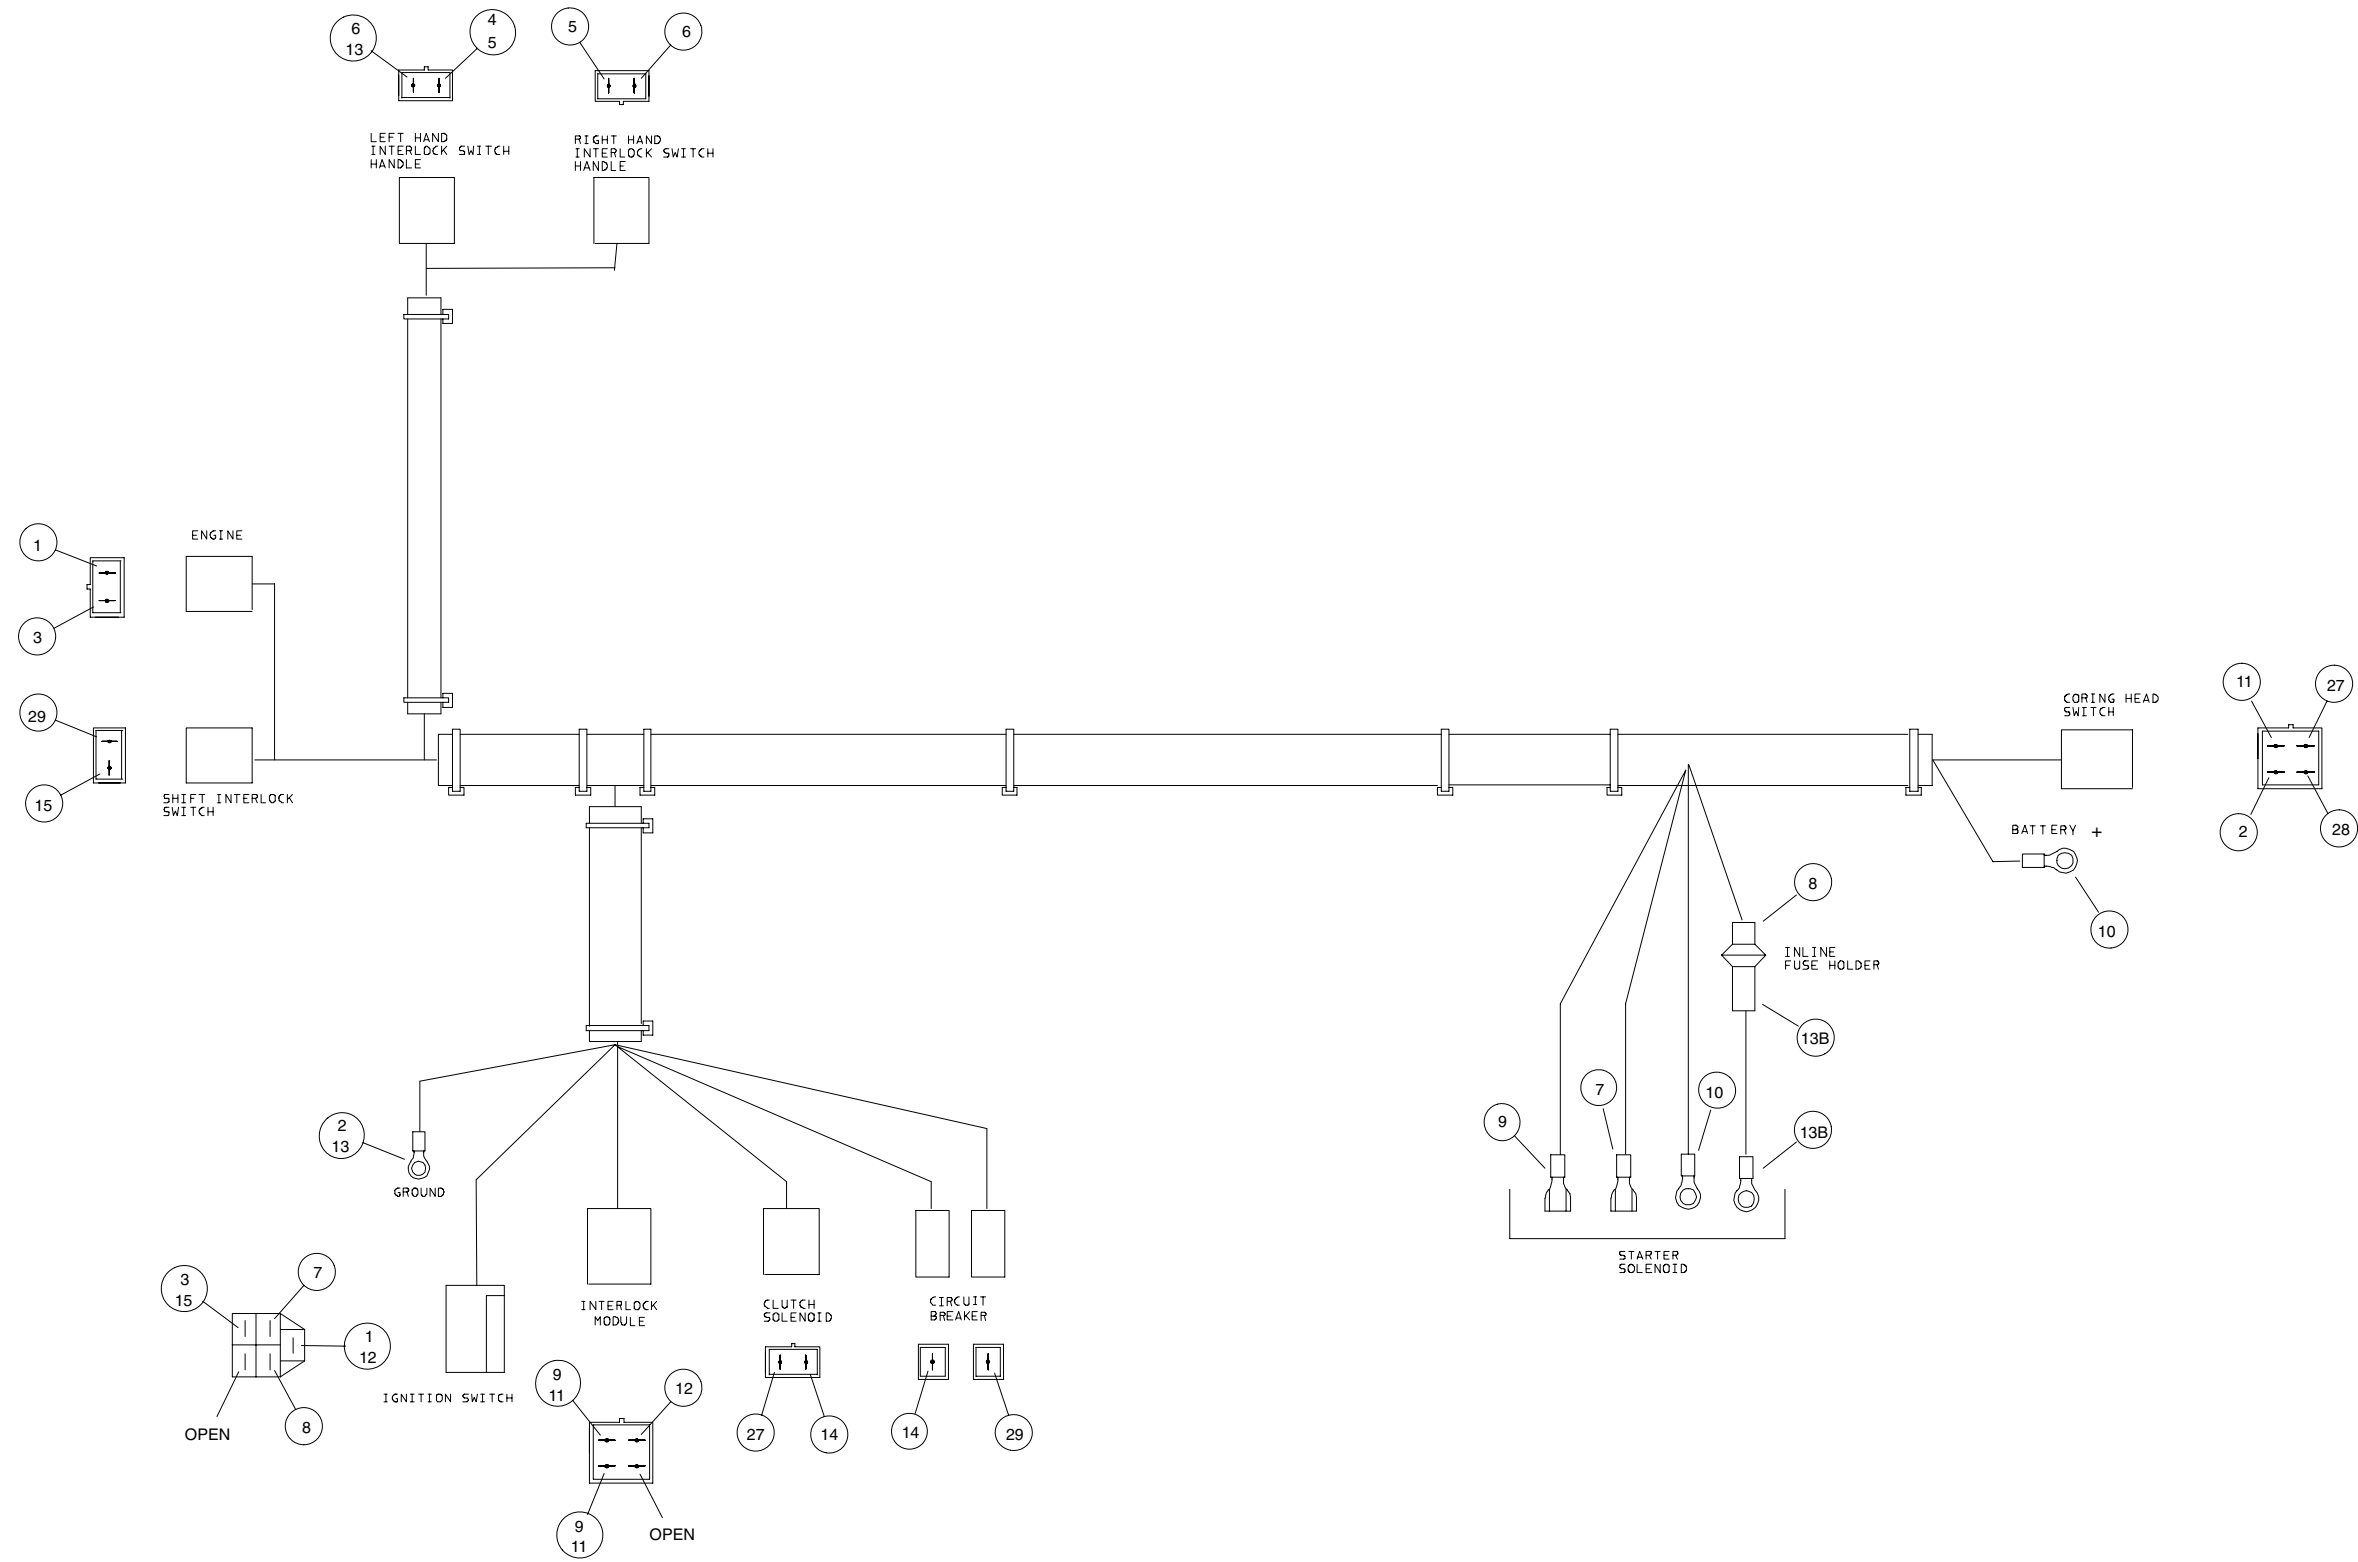 6
13
4
5
5
6
LEFT HAND
INTERLOCK SWITCH
HANDLE
RIGHT HAND
INTERLOCK SWITCH
HANDLE
1
ENGINE
3
29
15
SHIFT INTERLOCK
SWITCH
CORING HEAD
SWITCH
11
27
2
28
BATTERY +
10
8
INLINE
FUSE HOLDER
13B
9
7
10
13B
STARTER
SOLENOID
2
13
GROUND
3
15
7
1
12
8
OPEN
IGNITION SWITCH
INTERLOCK
MODULE
9
11
12
9
11
OPEN
CLUTCH
SOLENOID
27
14
CIRCUIT
BREAKER
14
29